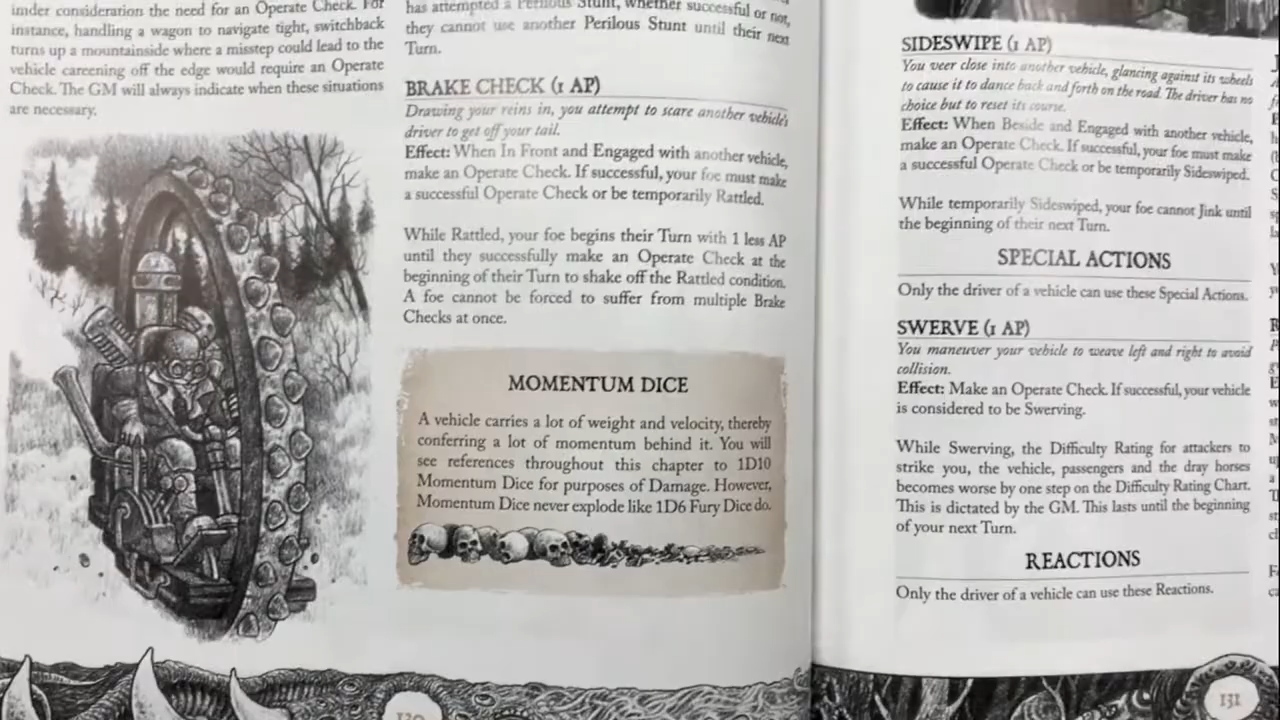 under consideration the need for an Operate Check. For
instance, handling a wagon to navigate tight, switchback
turns up a mountainside where a misstep could lead to the
vehicle careening off the edge would require an Operate
Check. The GM will always indicate when these situations
are necessary.
has attempted a Perilous Stunt, whether successful or not,
they cannot use another Perilous Stunt until their next
Turn.
BRAKE CHECK (1 AP)
Drawing your reins in, you attempt to scare another vehicle's
driver to get off your tail.
Effect: When In Front and Engaged with another vehicle,
make an Operate Check. If successful, your foe must make
a successful Operate Check or be temporarily Rattled.
While Rattled, your foe begins their Turn with 1 less AP
until they successfully make an Operate Check at the
beginning of their Turn to shake off the Rattled condition.
A foe cannot be forced to suffer from multiple Brake
Checks at once.
MOMENTUM DICE
A vehicle carries a lot of weight and velocity, thereby
conferring a lot of momentum behind it. You will
see references throughout this chapter to 1D10
Momentum Dice for purposes of Damage. However,
Momentum Dice never explode like 1D6 Fury Dice do.
SIDESWIPE (1 AP)
You veer close into another vehicle, glancing against its wheels
to cause it to dance back and forth on the road. The driver has no
choice but to reset its course.
Effect: When Beside and Engaged with another vehicle,
make an Operate Check. If successful, your foe must make
a successful Operate Check or be temporarily Sideswiped.
While temporarily Sideswiped, your foe cannot Jink until
the beginning of their next Turn.
SPECIAL ACTIONS
Only the driver of a vehicle can use these Special Actions.
SWERVE (1 AP)
You maneuver your vehicle to weave left and right to avoid
collision.
Effect: Make an Operate Check. If successful, your vehicle
is considered to be Swerving.
While Swerving, the Difficulty Rating for attackers to
strike you, the vehicle, passengers and the dray horses
becomes worse by one step on the Difficulty Rating Chart.
This is dictated by the GM. This lasts until the beginning
of your next Turn.
REACTIONS
Only the driver of a vehicle can use these Reactions.
131